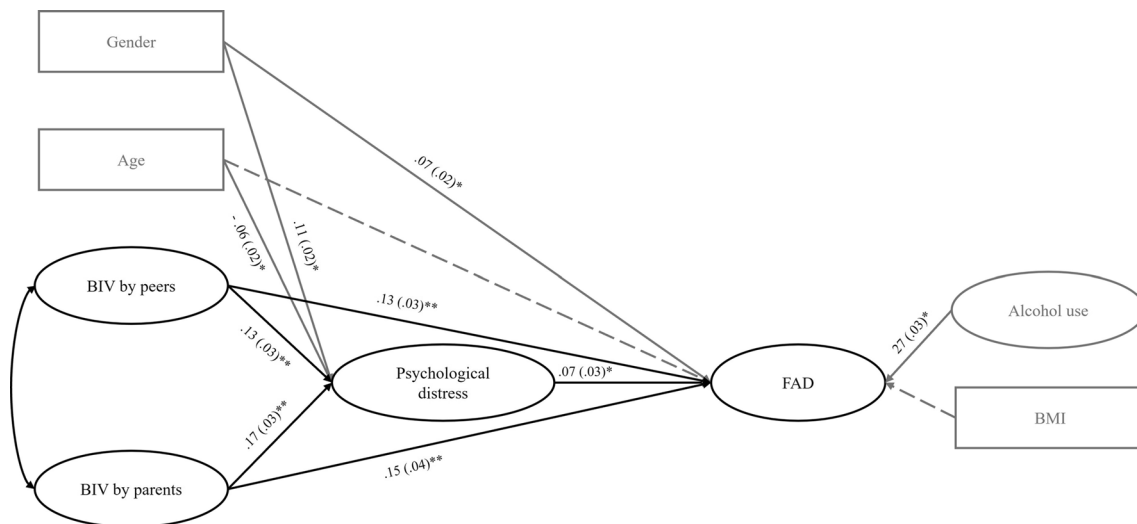 Gender
Age
.07 (.02)*
- .06 (.02)*
.11 (.02)*
BIV by peers
.13 (.03)**
.13 (.03)**
Alcohol use
27 (.03)*
Psychological
distress
.07 (.03)*
FAD
BMI
.17 (.03)**
.15 (.04)**
BIV by parents